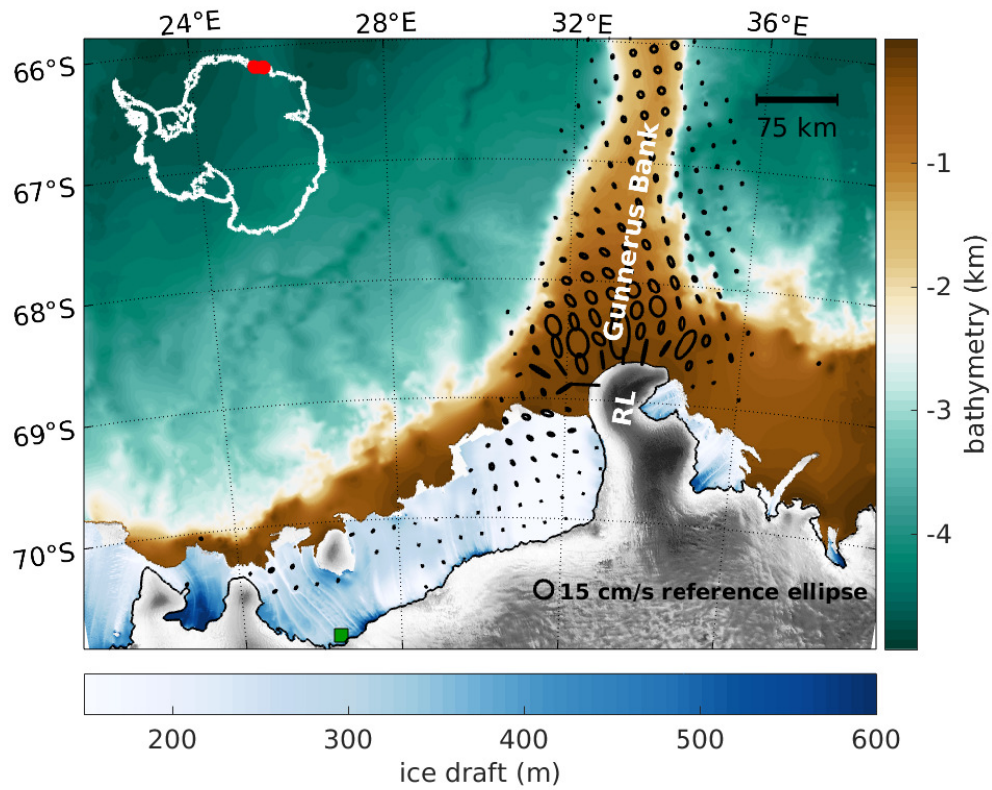 24°E 28°E 32°E 36°E
66°S
67°S
68°S
69°S
70°S
75 km
Gunnerus Bank
RL
15 cm/s reference ellipse
-1
-2
-3
-4
bathymetry (km)
200 300 400 500 600
ice draft (m)